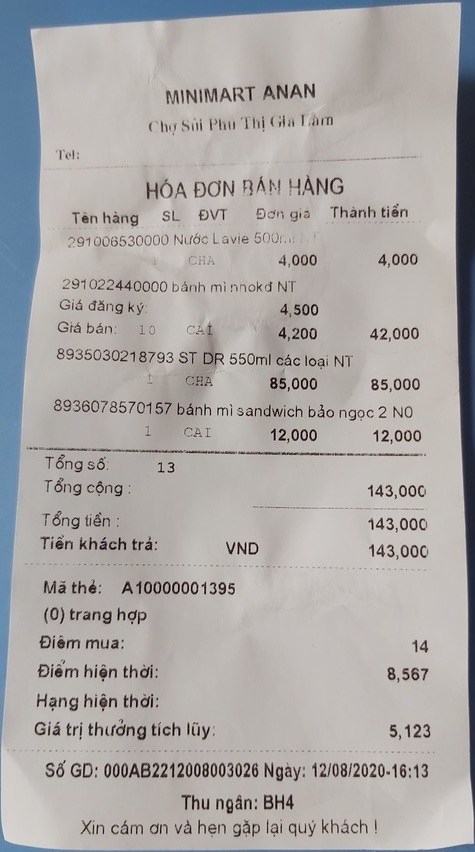 MINIMART ANAN
Chợ Sủi Phú Thị Gia Lâm
Tel:
HÓA ĐƠN BÁN HÀNG
Tên hàng SL ĐVT Đơn giá Thành tiền
291006530000 Nước Lavie 500
1 CHA 4,000 4,000
291022440000 bánh mì nhokd NT
Giá đăng ký: 4,500
Giá bán: 10 CAI 4,200 42,000
8935030218793 ST DR 550ml các loại NT
1 CHA 85,000 85,000
8936078570157 bánh mì sandwich bảo ngọc 2 N0
1 CAI 12,000 12,000
Tổng số: 13
Tổng cộng : 143,000
Tổng tiền : 143,000
Tiền khách trả: VND 143,000
Mã thẻ: A10000001395
(0) trang hợp
Điểm mua: 14
Điểm hiện thời: 8,567
Hạng hiện thời:
Giá trị thưởng tích lũy: 5,123
Số GD: 000AB2212008003026 Ngày: 12/08/2020-16:13
Thu ngân: BH4
Xin cám ơn và hẹn gặp lại quý khách !